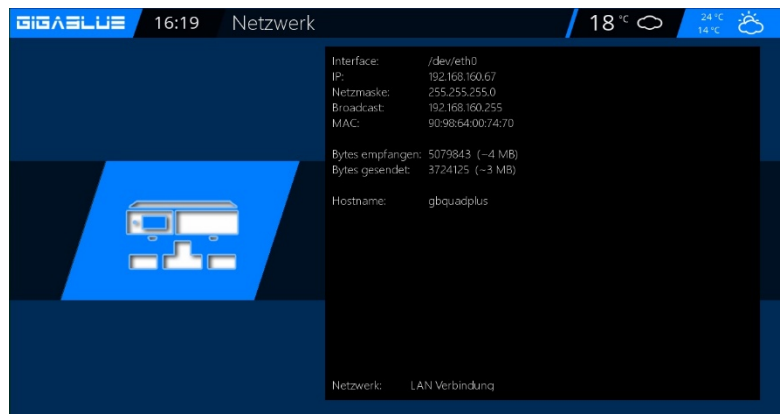 GIGABLUE 16:19 Netzwerk 18 °C 24 °C
14 °C
Interface: /dev/eth0
IP: 192.168.160.67
Netzmaske: 255.255.255.0
Broadcast: 192.168.160.255
MAC: 90:98:64:00:74:70
Bytes empfangen: 5079843 (~4 MB)
Bytes gesendet: 3724125 (~3 MB)
Hostname: gbquadplus
Netzwerk: LAN Verbindung